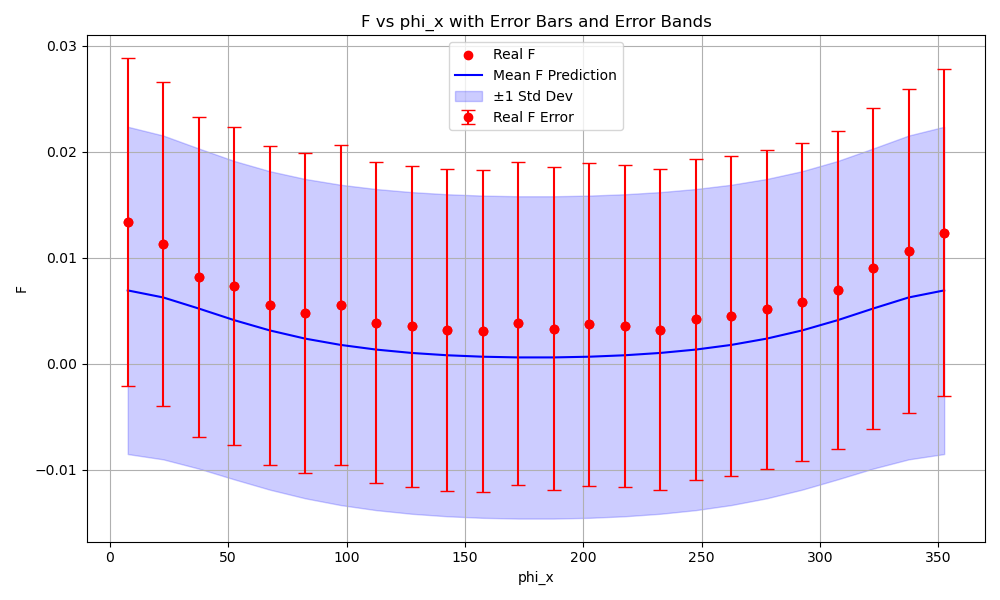 F vs phi_x with Error Bars and Error Bands
Real F
Mean F Prediction
±1 Std Dev
Real F Error
0.03
0.02
0.01
0.00
−0.01
F
0
50
100
150
200
250
300
350
phi_x